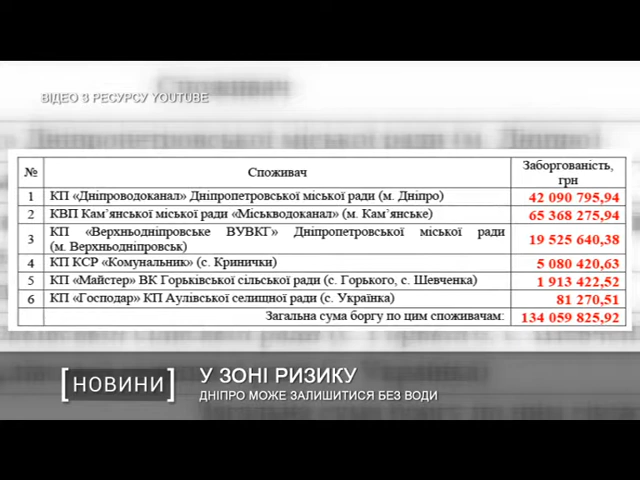 ВІДЕО З РЕСУРСУ YOUTUBE
№ Споживач Заборгованість, грн
1 КП «Дніпроводоканал» Дніпропетровської міської ради (м. Дніпро) 42 090 795,94
2 КВП Кам’янської міської ради «Міськводоканал» (м. Кам’янське) 65 368 275,94
3 КП «Верхньодніпровське ВУВКГ» Дніпропетровської міської ради
(м. Верхньодніпровськ) 19 525 640,38
4 КП КСР «Комунальник» (с. Кринички) 5 080 420,63
5 КП «Майстер» ВК Горьківської сільської ради (с. Горького, с. Шевченка) 1 913 422,52
6 КП «Господар» КП Аулівської селищної ради (с. Українка) 81 270,51
Загальна сума боргу по цим споживачам: 134 059 825,92
[НОВИНИ]
У ЗОНІ РИЗИКУ
ДНІПРО МОЖЕ ЗАЛИШИТИСЯ БЕЗ ВОДИ